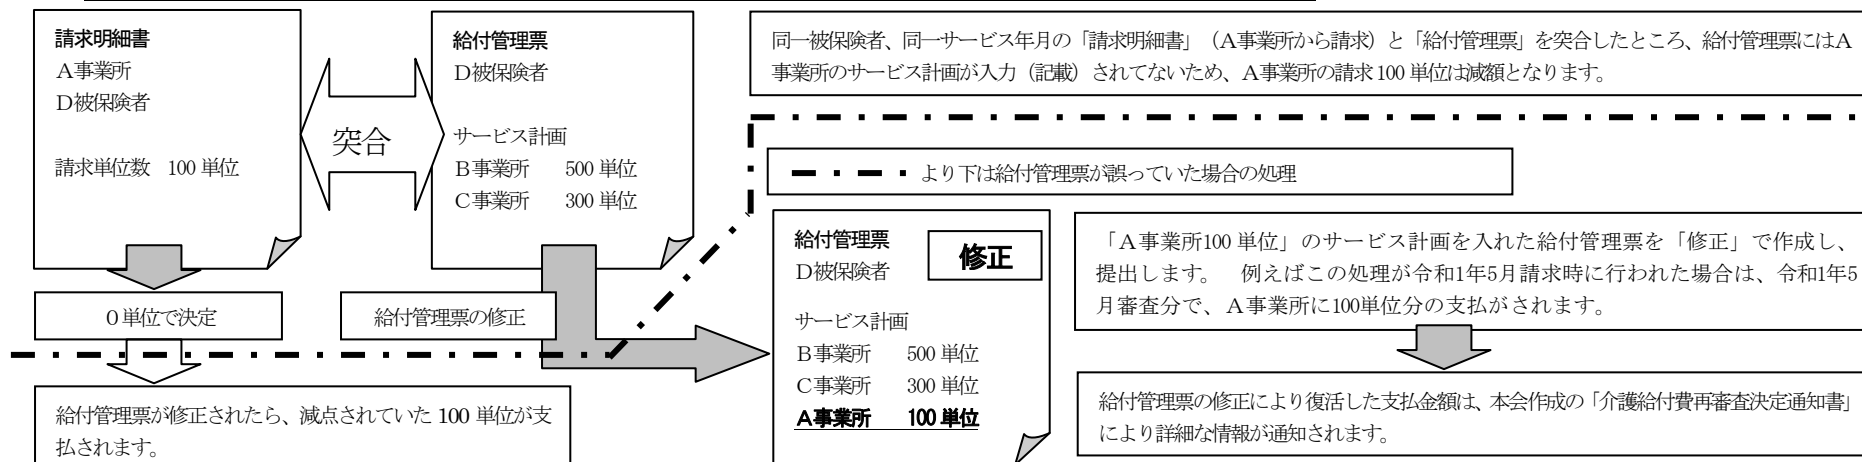 請求明細書
A事業所
D被保険者
請求単位数　100 単位
突合
給付管理票
D被保険者
サービス計画
B事業所　500 単位
C事業所　300 単位
同一被保険者、同一サービス年月の「請求明細書」（A事業所から請求）と「給付管理票」を突合したところ、給付管理票にはA
事業所のサービス計画が入力（記載）されてないため、A事業所の請求 100 単位は減額となります。
より下は給付管理票が誤っていた場合の処理
0単位で決定
給付管理票の修正
給付管理票が修正されたら、減点されていた 100 単位が支
払されます。
給付管理票
修正
D被保険者
サービス計画
B事業所　500 単位
C事業所　300 単位
A事業所　100 単位
「A事業所100 単位」のサービス計画を入れた給付管理票を「修正」で作成し、
提出します。　例えばこの処理が令和1年5月請求時に行われた場合は、令和1年5
月審査分で、A事業所に100単位分の支払がされます。
給付管理票の修正により復活した支払金額は、本会作成の「介護給付費再審査決定通知書」
により詳細な情報が通知されます。